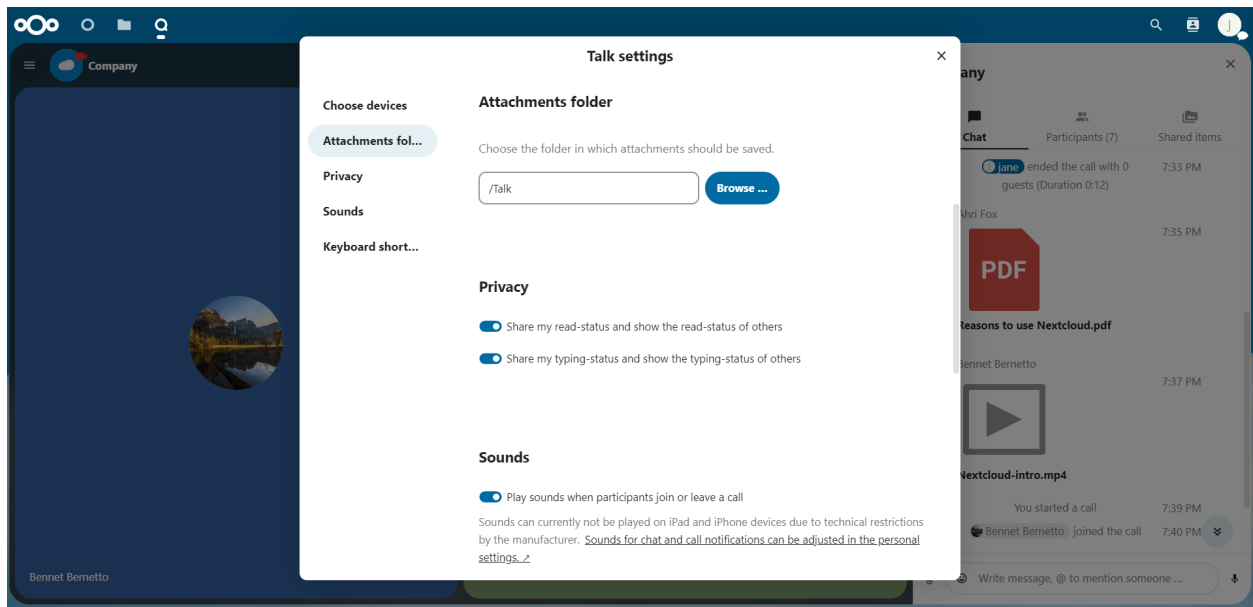 J
Company
Talk settings
Choose devices
Attachments fol...
Privacy
Sounds
Keyboard short...
Attachments folder
Choose the folder in which attachments should be saved.
/Talk
Browse ...
Privacy
Share my read-status and show the read-status of others
Share my typing-status and show the typing-status of others
Sounds
Play sounds when participants join or leave a call
Sounds can currently not be played on iPad and iPhone devices due to technical restrictions
by the manufacturer. Sounds for chat and call notifications can be adjusted in the personal
settings. ↗
any
Chat
Participants (7)
Shared items
jane ended the call with 0
guests (Duration 0:12)
7:33 PM
Ahri Fox
7:35 PM
PDF
Reasons to use Nextcloud.pdf
Bennet Bernetto
7:37 PM
Nextcloud-intro.mp4
You started a call
7:39 PM
Bennet Bernetto joined the call
7:40 PM
Write message, @ to mention someone ...
Bennet Bernetto